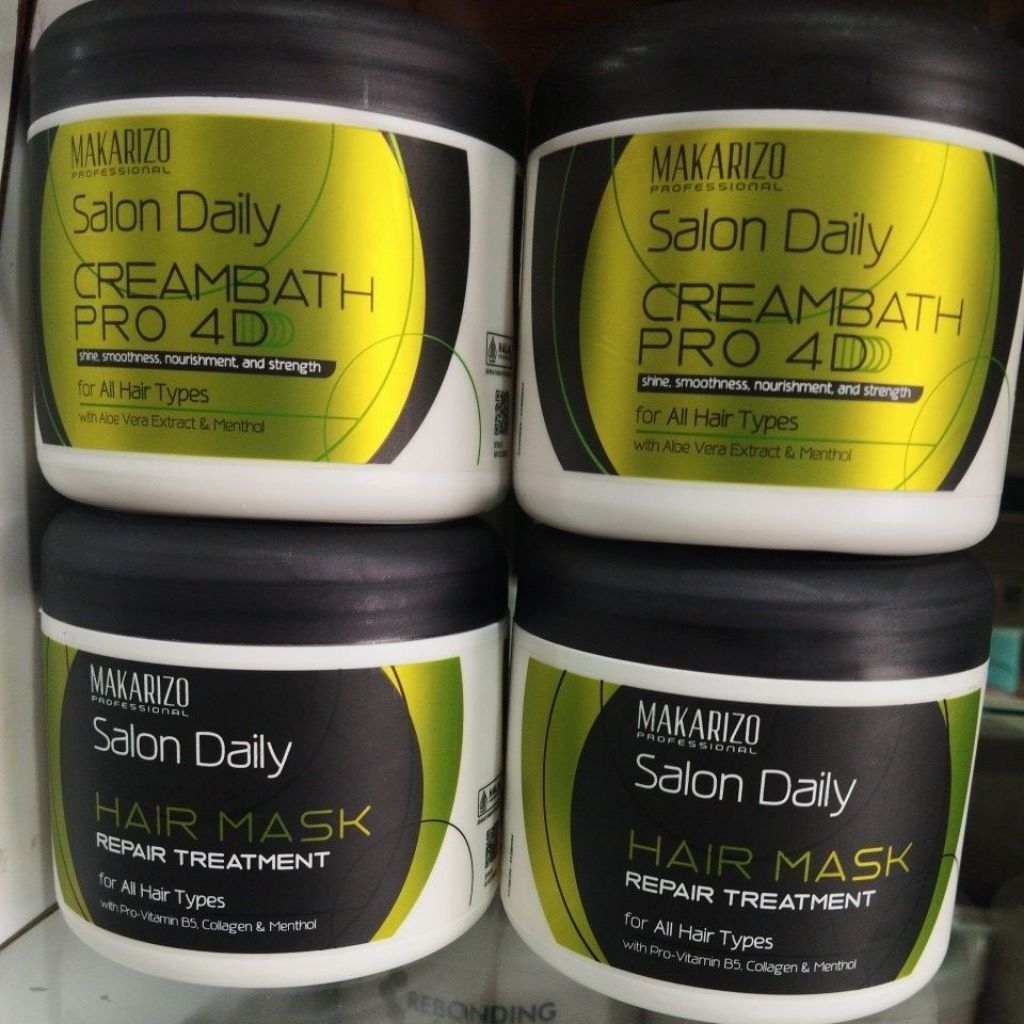 MAKARIZO
PROFESSIONAL
Salon Daily
CREAMBATH
PRO 4D
shine, smoothness, nourishment, and strength
for All Hair Types
with Aloe Vera Extract & Menthol
MAKARIZO
PROFESSIONAL
Salon Daily
CREAMBATH
PRO 4D
shine, smoothness, nourishment, and strength
for All Hair Types
with Aloe Vera Extract & Menthol
MAKARIZO
PROFESSIONAL
Salon Daily
HAIR MASK
REPAIR TREATMENT
for All Hair Types
with Pro-Vitamin B5, Collagen & Menthol
MAKARIZO
PROFESSIONAL
Salon Daily
HAIR MASK
REPAIR TREATMENT
for All Hair Types
with Pro-Vitamin B5, Collagen & Menthol
REBONDING